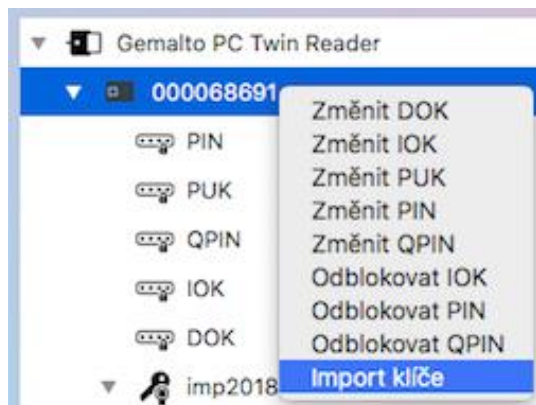 Gemalto PC Twin Reader
000068691
PIN
PUK
QPIN
IOK
DOK
imp2018
Změnit DOK
Změnit IOK
Změnit PUK
Změnit PIN
Změnit QPIN
Odblokovat IOK
Odblokovat PIN
Odblokovat QPIN
Import klíče